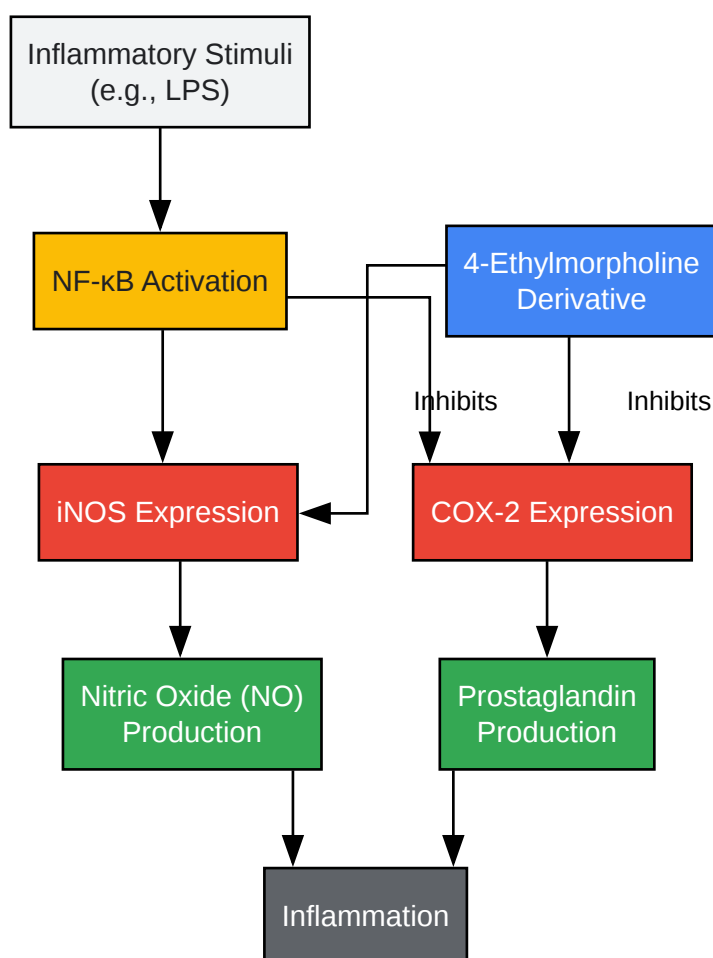 Inflammatory Stimuli
(e.g., LPS)
NF-κB Activation
4-Ethylmorpholine
Derivative
Inhibits
Inhibits
iNOS Expression
COX-2 Expression
Nitric Oxide (NO)
Production
Prostaglandin
Production
Inflammation